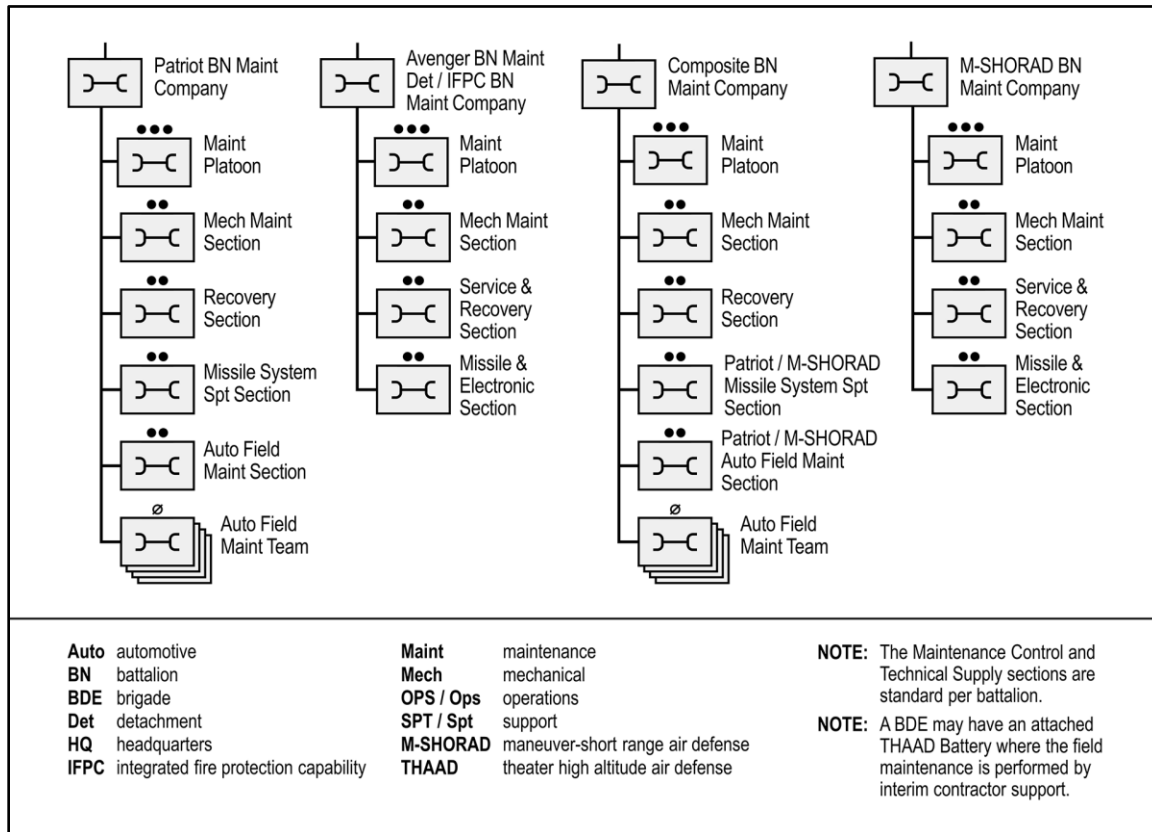 Patriot BN Maint
Company
Maint
Platoon
Mech Maint
Section
Recovery
Section
Missile System
Spt Section
Auto Field
Maint Section
Ø
Auto Field
Maint Team
Avenger BN Maint
Det / IFPC BN
Maint Company
Maint
Platoon
Mech Maint
Section
Service &
Recovery
Section
Missile &
Electronic
Section
Composite BN
Maint Company
Maint
Platoon
Mech Maint
Section
Recovery
Section
Patriot / M-SHORAD
Missile System Spt
Section
Patriot / M-SHORAD
Auto Field Maint
Section
Ø
Auto Field
Maint Team
M-SHORAD BN
Maint Company
Maint
Platoon
Mech Maint
Section
Service &
Recovery
Section
Missile &
Electronic
Section
Auto automotive
BN battalion
BDE brigade
Det detachment
HQ headquarters
IFPC integrated fire protection capability
Maint maintenance
Mech mechanical
OPS / Ops operations
SPT / Spt support
M-SHORAD maneuver-short range air defense
THAAD theater high altitude air defense
NOTE: The Maintenance Control and
Technical Supply sections are
standard per battalion.
NOTE: A BDE may have an attached
THAAD Battery where the field
maintenance is performed by
interim contractor support.